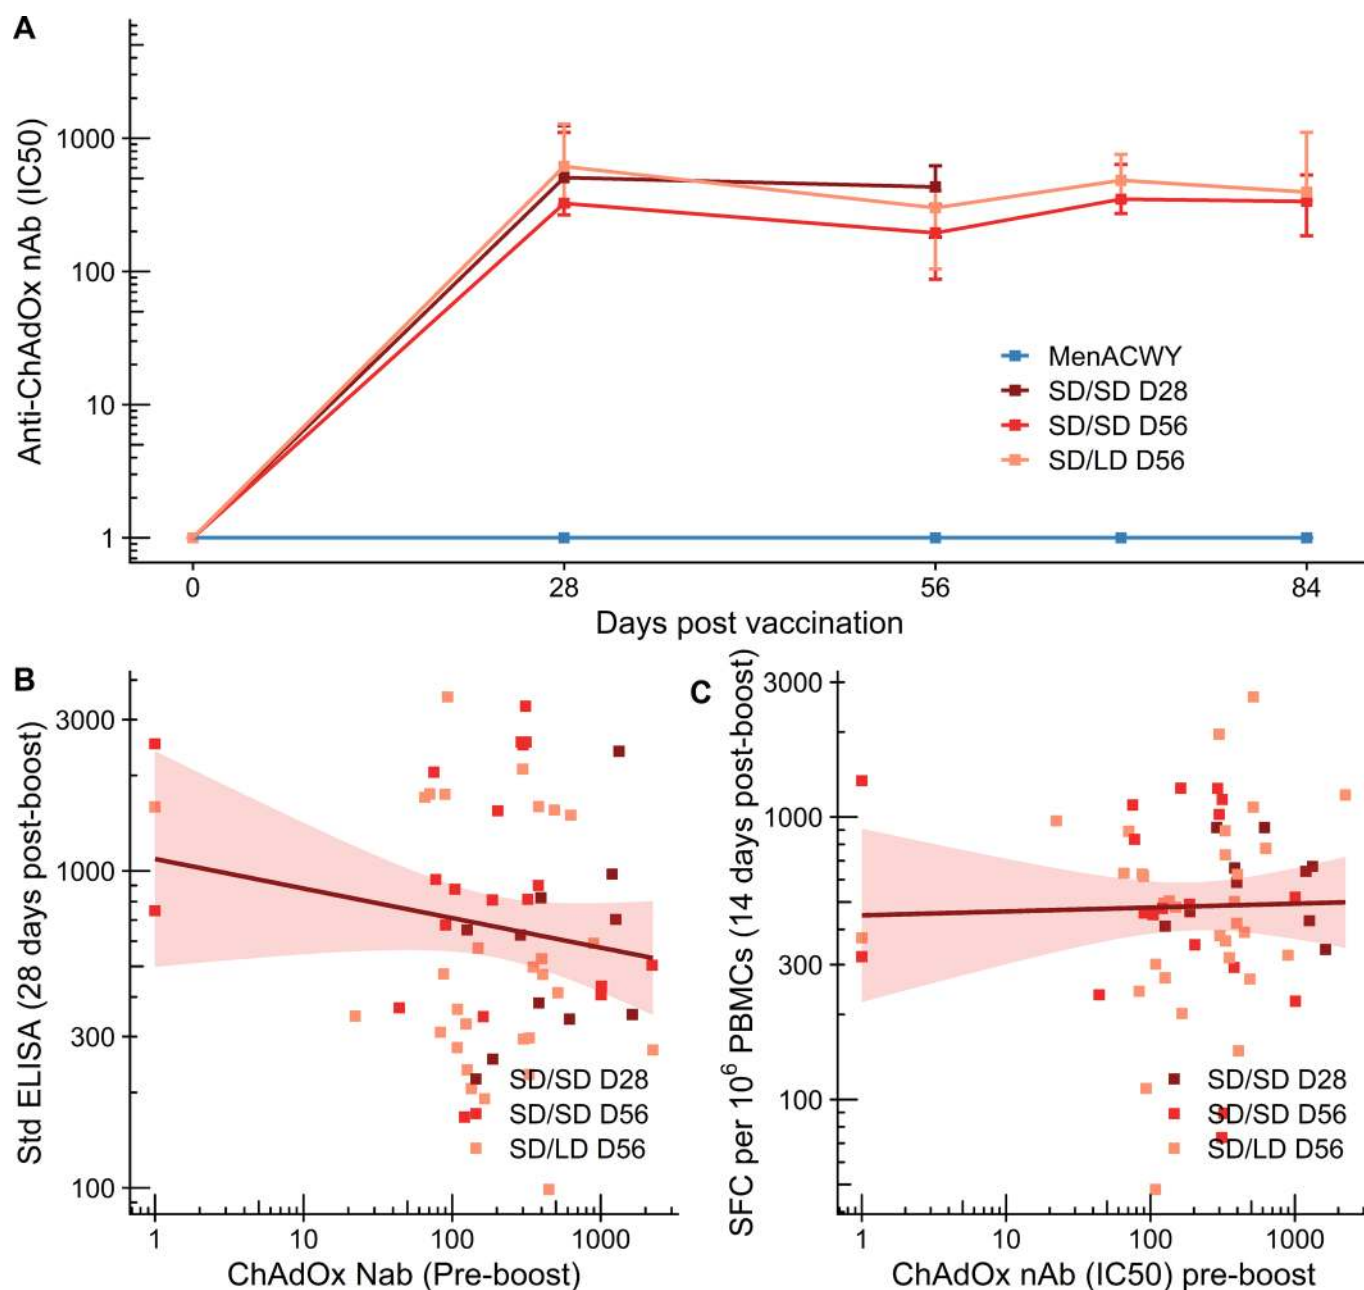 A
Anti-ChAdOx nAb (IC50)
1000
100
10
1
MenACWY
SD/SD D28
SD/SD D56
SD/LD D56
0 28 56 84
Days post vaccination
B
Std ELISA (28 days post-boost)
3000
1000
300
100
SD/SD D28
SD/SD D56
SD/LD D56
1 10 100 1000
ChAdOx Nab (Pre-boost)
C
SFC per 10⁶ PBMCs (14 days post-boost)
3000
1000
300
100
SD/SD D28
SD/SD D56
SD/LD D56
1 10 100 1000
ChAdOx nAb (IC50) pre-boost